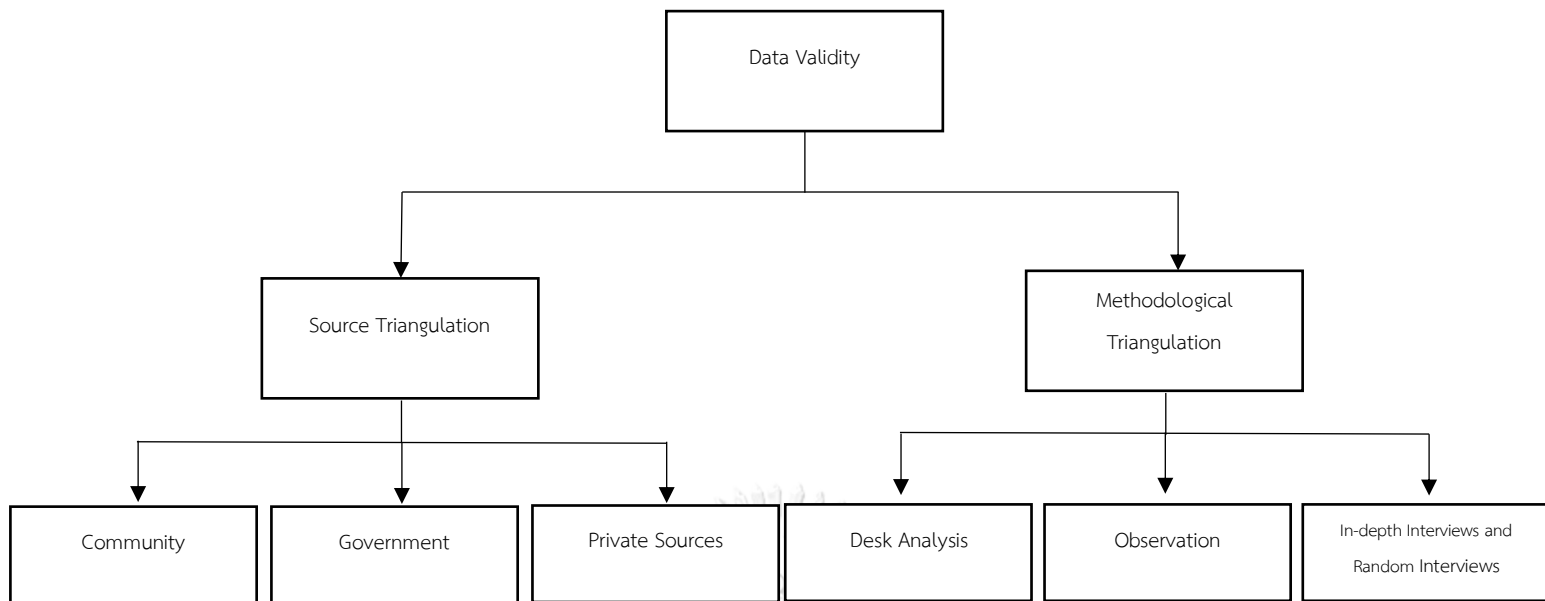 Data Validity
Source Triangulation
Methodological
Triangulation
Community
Government
Private Sources
Desk Analysis
Observation
In-depth Interviews and
Random Interviews